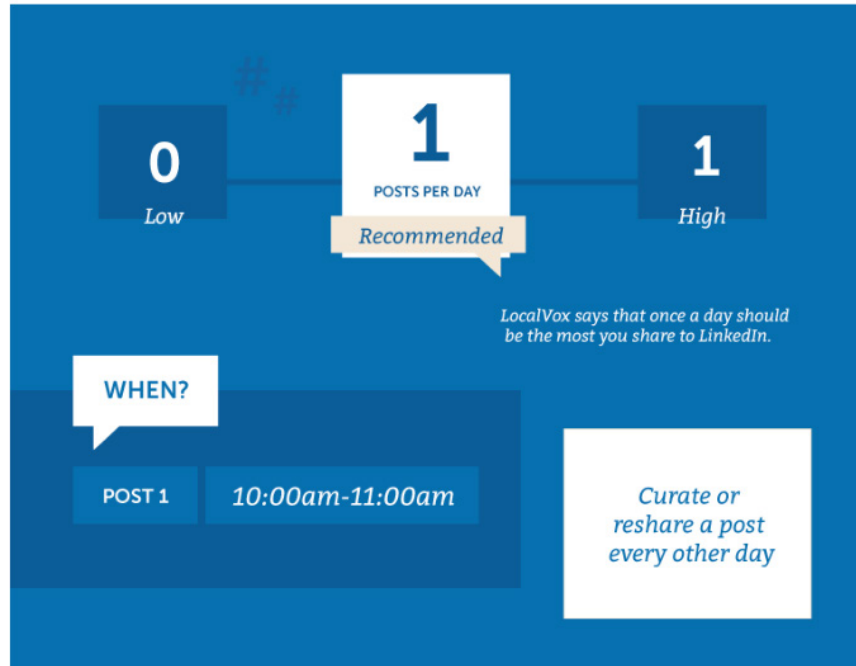 # #
0
Low
1
POSTS PER DAY
Recommended
1
High
LocalVox says that once a day should
be the most you share to LinkedIn.
WHEN?
POST 1
10:00am-11:00am
Curate or
reshare a post
every other day